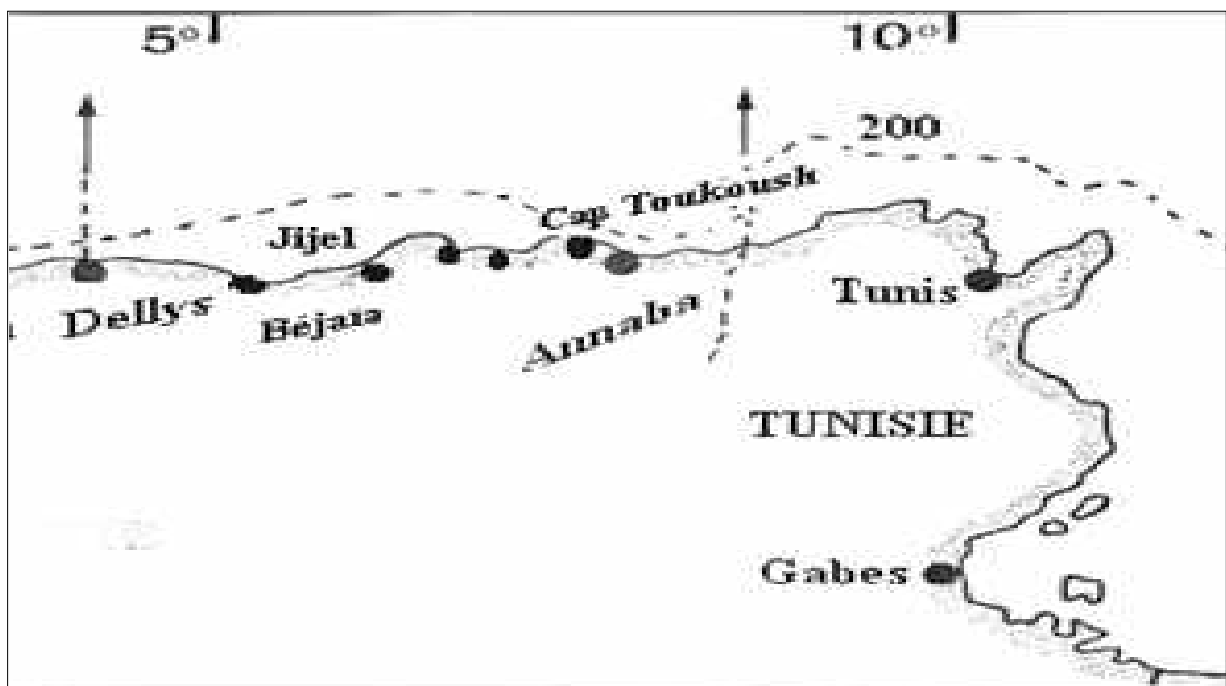 5°
10°
200
Cap Toukoush
Jijel
Dellys
Béjaia
Annaba
Tunis
TUNISIE
Gabes